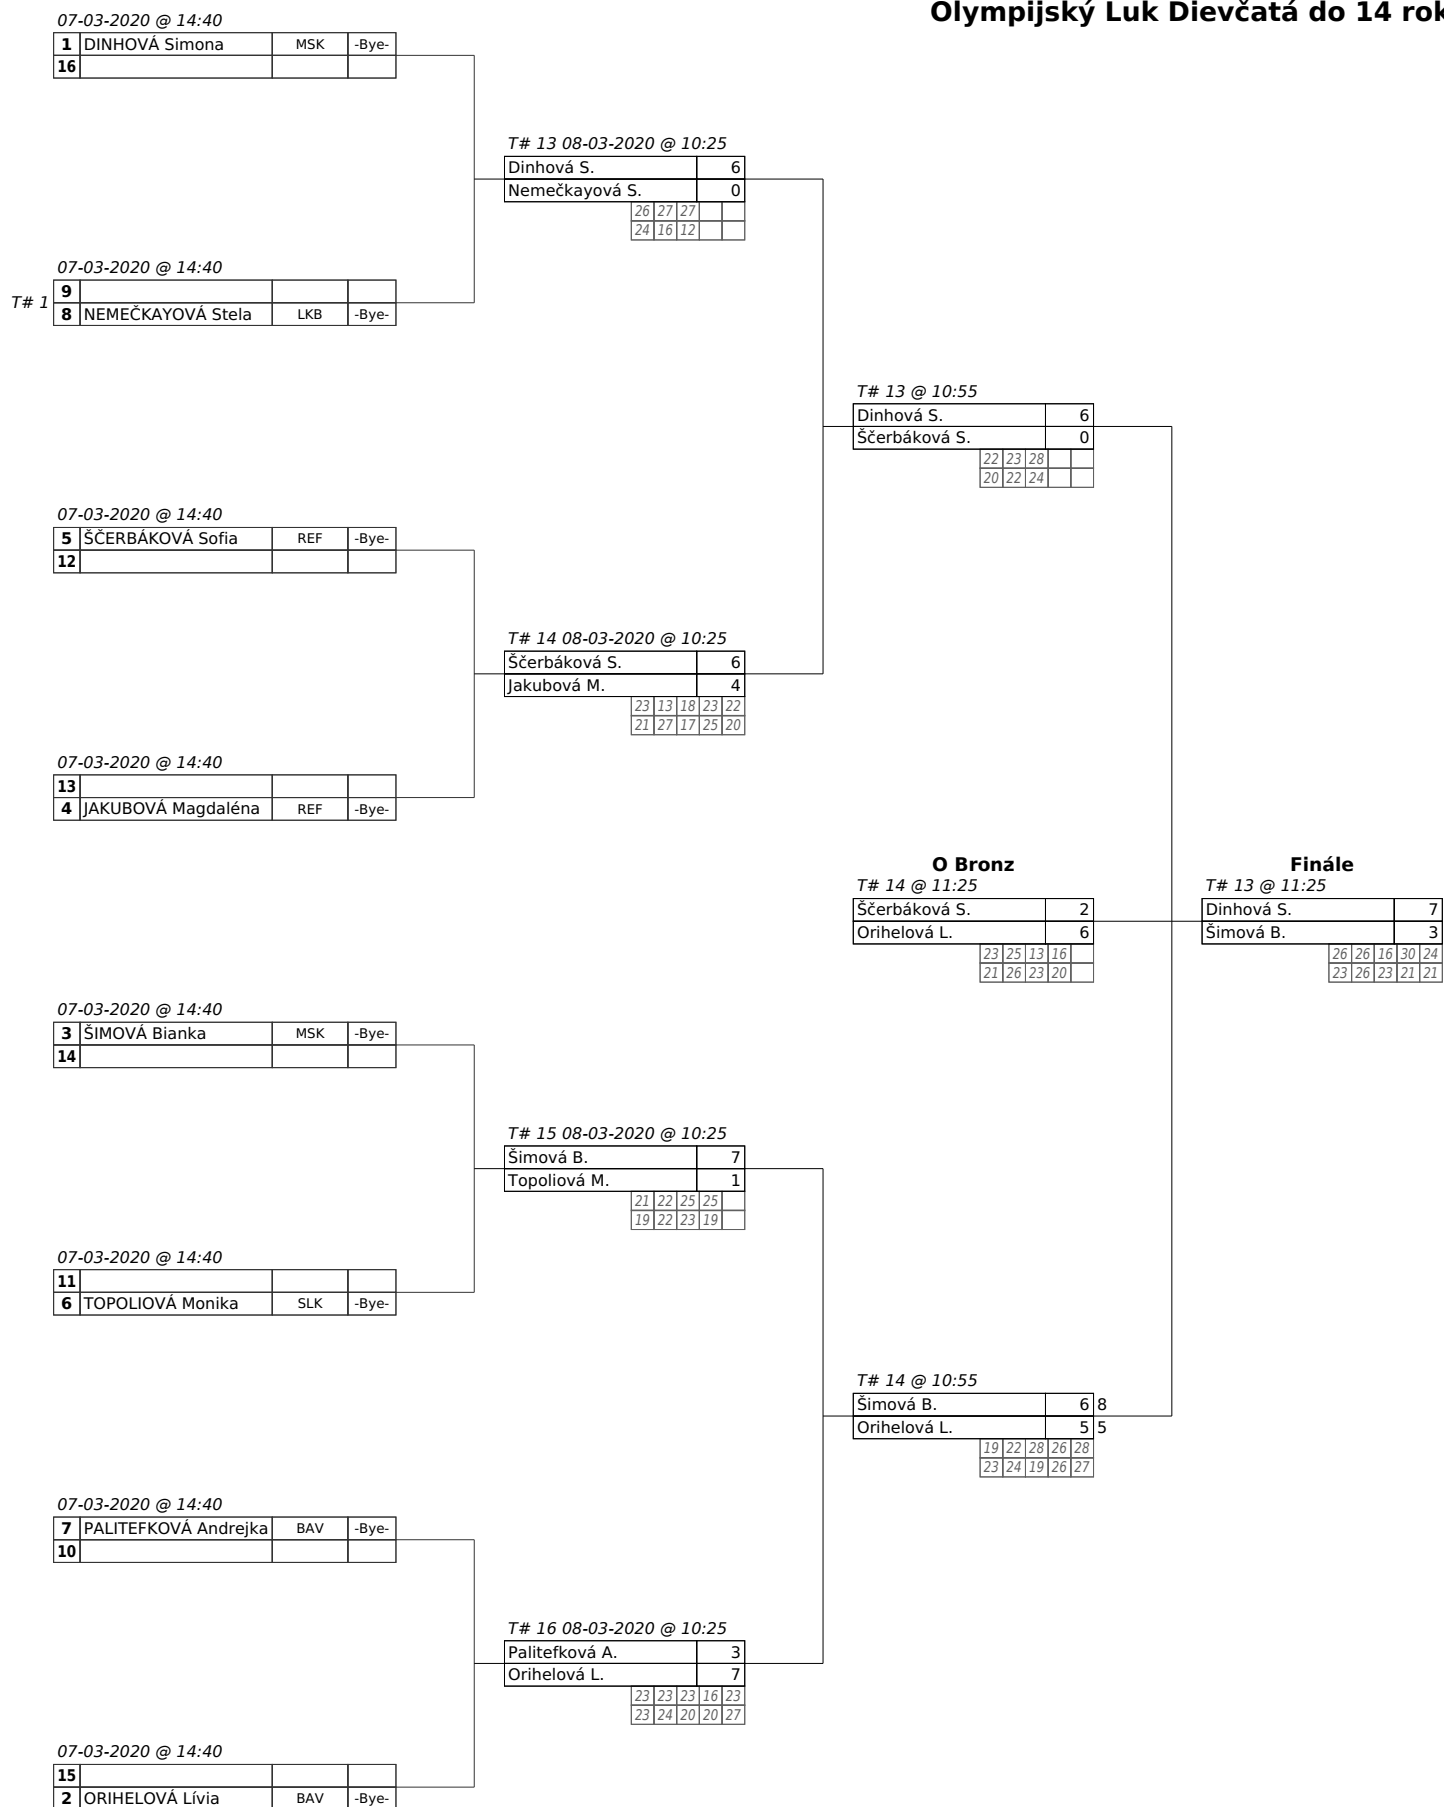 Olympijský Luk Dievčatá do 14 rok
07-03-2020 @ 14:40
1 DINHOVÁ Simona MSK -Bye-
16
T# 13 08-03-2020 @ 10:25
Dinhová S. 6
Nemečkayová S. 0
26 27 27
24 16 12
07-03-2020 @ 14:40
9
T# 1
8 NEMEČKAYOVÁ Stela LKB -Bye-
T# 13 @ 10:55
Dinhová S. 6
Ščerbáková S. 0
22 23 28
20 22 24
07-03-2020 @ 14:40
5 ŠČERBÁKOVÁ Sofia REF -Bye-
12
T# 14 08-03-2020 @ 10:25
Ščerbáková S. 6
Jakubová M. 4
23 13 18 23 22
21 27 17 25 20
07-03-2020 @ 14:40
13
4 JAKUBOVÁ Magdaléna REF -Bye-
O Bronz
T# 14 @ 11:25
Ščerbáková S. 2
Orihelová L. 6
23 25 13 16
21 26 23 20
Finále
T# 13 @ 11:25
Dinhová S. 7
Šimová B. 3
26 26 16 30 24
23 26 23 21 21
07-03-2020 @ 14:40
3 ŠIMOVÁ Bianka MSK -Bye-
14
T# 15 08-03-2020 @ 10:25
Šimová B. 7
Topoliová M. 1
21 22 25 25
19 22 23 19
07-03-2020 @ 14:40
11
6 TOPOLIOVÁ Monika SLK -Bye-
T# 14 @ 10:55
Šimová B. 6 8
Orihelová L. 5 5
19 22 28 26 28
23 24 19 26 27
07-03-2020 @ 14:40
7 PALITEFKOVÁ Andrejka BAV -Bye-
10
T# 16 08-03-2020 @ 10:25
Palitefková A. 3
Orihelová L. 7
23 23 23 16 23
23 24 20 20 27
07-03-2020 @ 14:40
15
2 ORIHELOVÁ Lívia BAV -Bye-